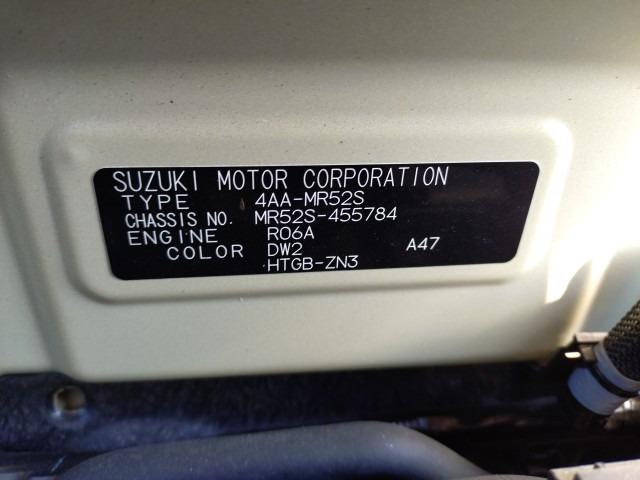 SUZUKI MOTOR CORPORATION
TYPE 4AA-MR52S
CHASSIS NO. MR52S-455784
ENGINE R06A
COLOR DW2 A47
HTGB-ZN3